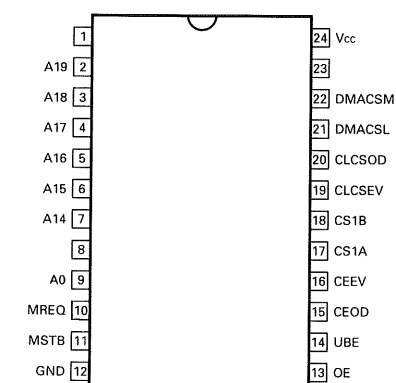 1 24 Vcc
A19 2 23
A18 3 22 DMACSM
A17 4 21 DMACSL
A16 5 20 CLCSOD
A15 6 19 CLCSEV
A14 7 18 CS1B
8 17 CS1A
A0 9 16 CEEV
MREQ 10 15 CEOD
MSTB 11 14 UBE
GND 12 13 OE